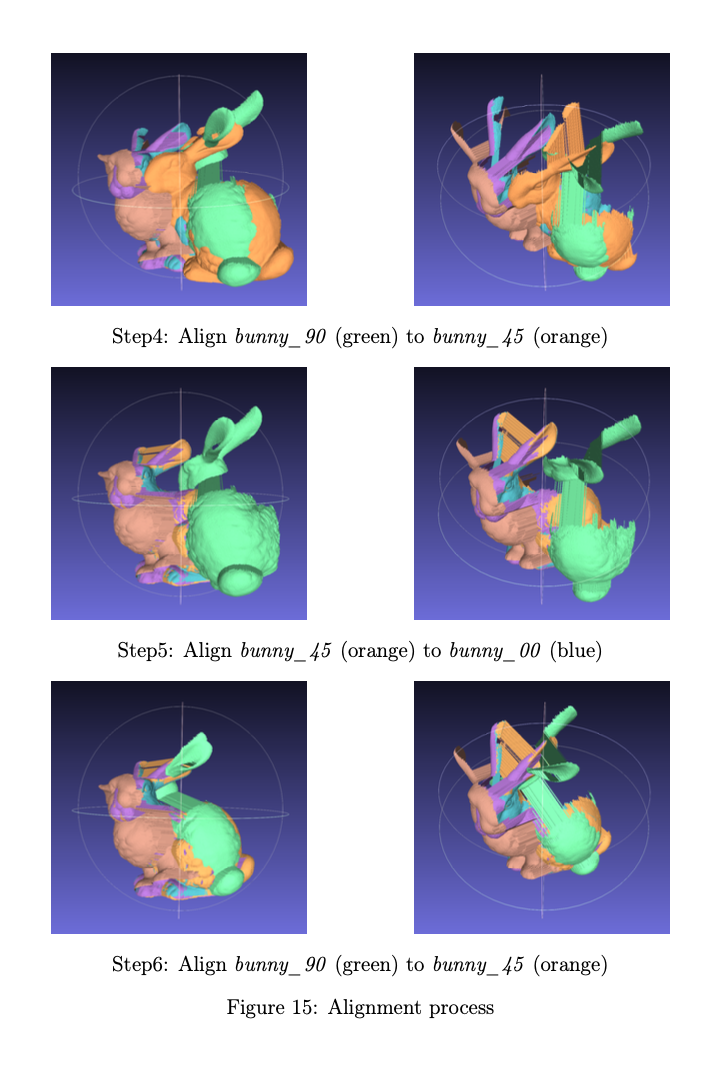 Step4: Align bunny_90 (green) to bunny_45 (orange)
Step5: Align bunny_45 (orange) to bunny_00 (blue)
Step6: Align bunny_90 (green) to bunny_45 (orange)
Figure 15: Alignment process